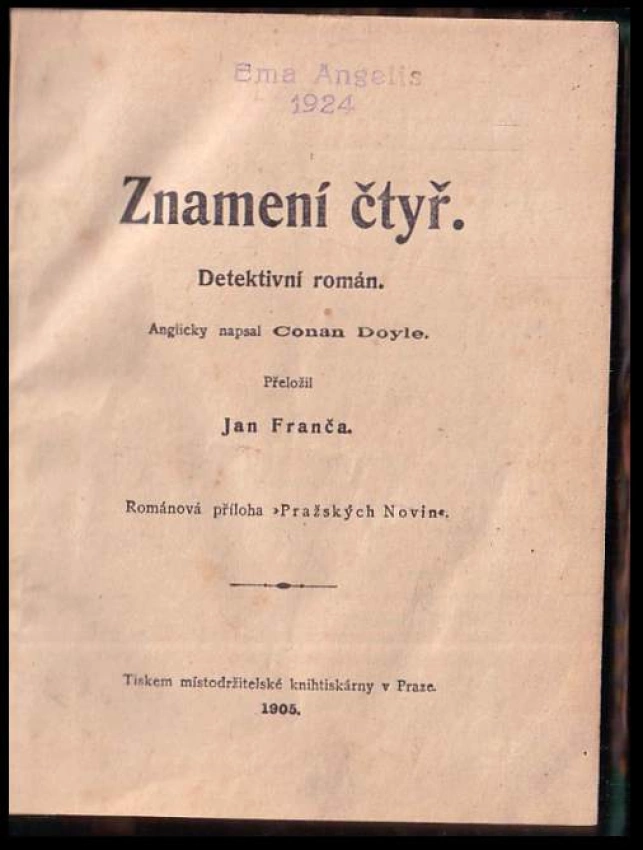 Ema Angelis
1924
Znamení čtyř.
Detektivní román.
Anglicky napsal Conan Doyle.
Přeložil
Jan Franča.
Románová příloha ›Pražských Novin‹.
Tiskem místodržitelské knihtiskárny v Praze.
1905.